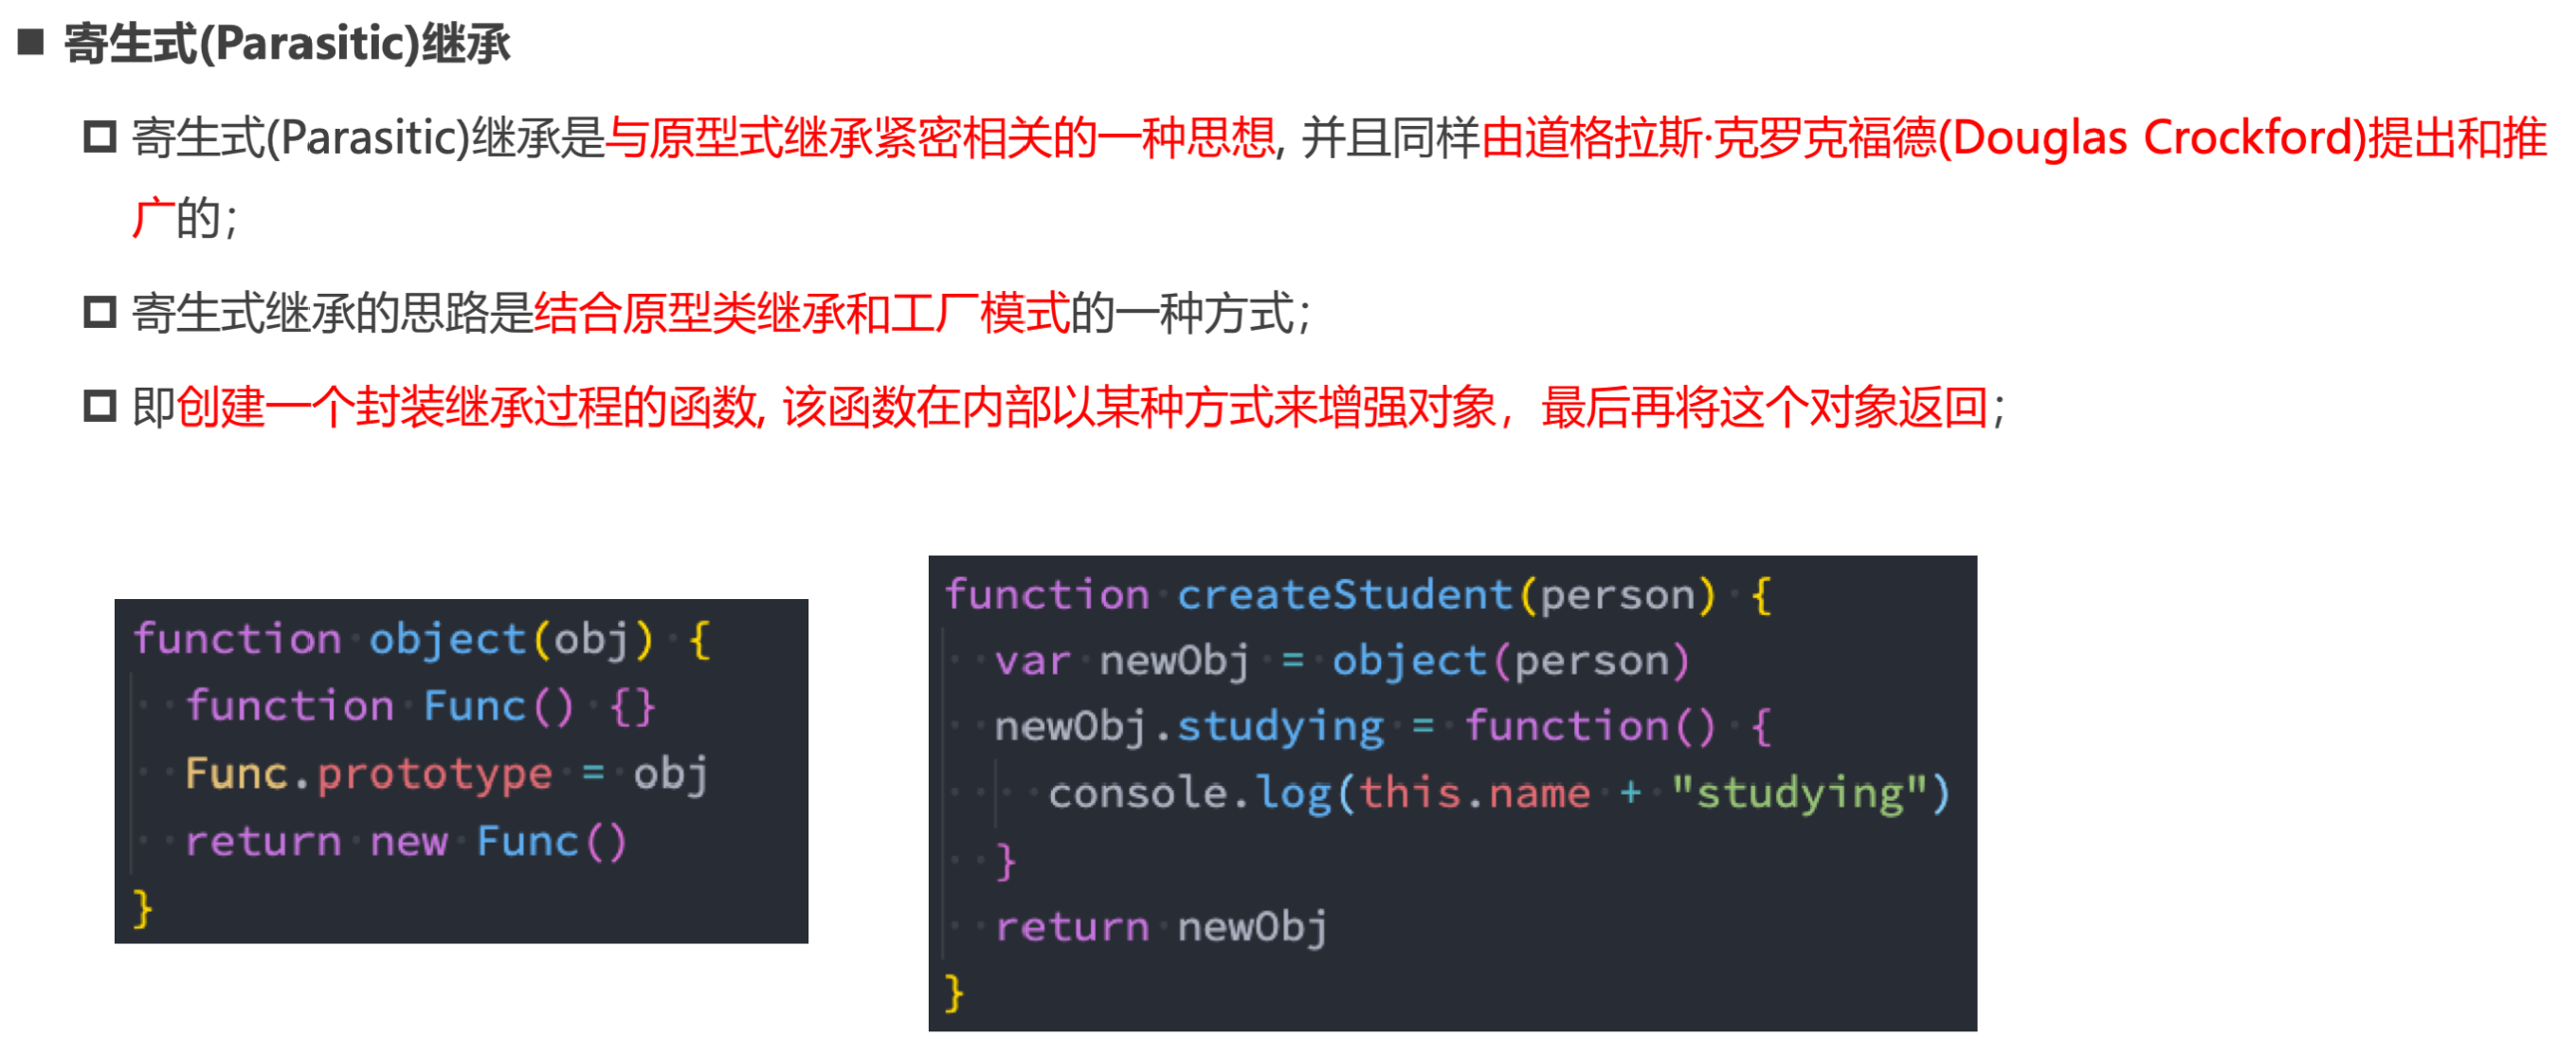 寄生式(Parasitic)继承
寄生式(Parasitic)继承是与原型式继承紧密相关的一种思想, 并且同样由道格拉斯·克罗克福德(Douglas Crockford)提出和推
广的；
寄生式继承的思路是结合原型类继承和工厂模式的一种方式；
即创建一个封装继承过程的函数, 该函数在内部以某种方式来增强对象，最后再将这个对象返回；
function object(obj) {
  function Func() {}
  Func.prototype = obj
  return new Func()
}
function createStudent(person) {
  var newObj = object(person)
  newObj.studying = function() {
    console.log(this.name + "studying")
  }
  return newObj
}